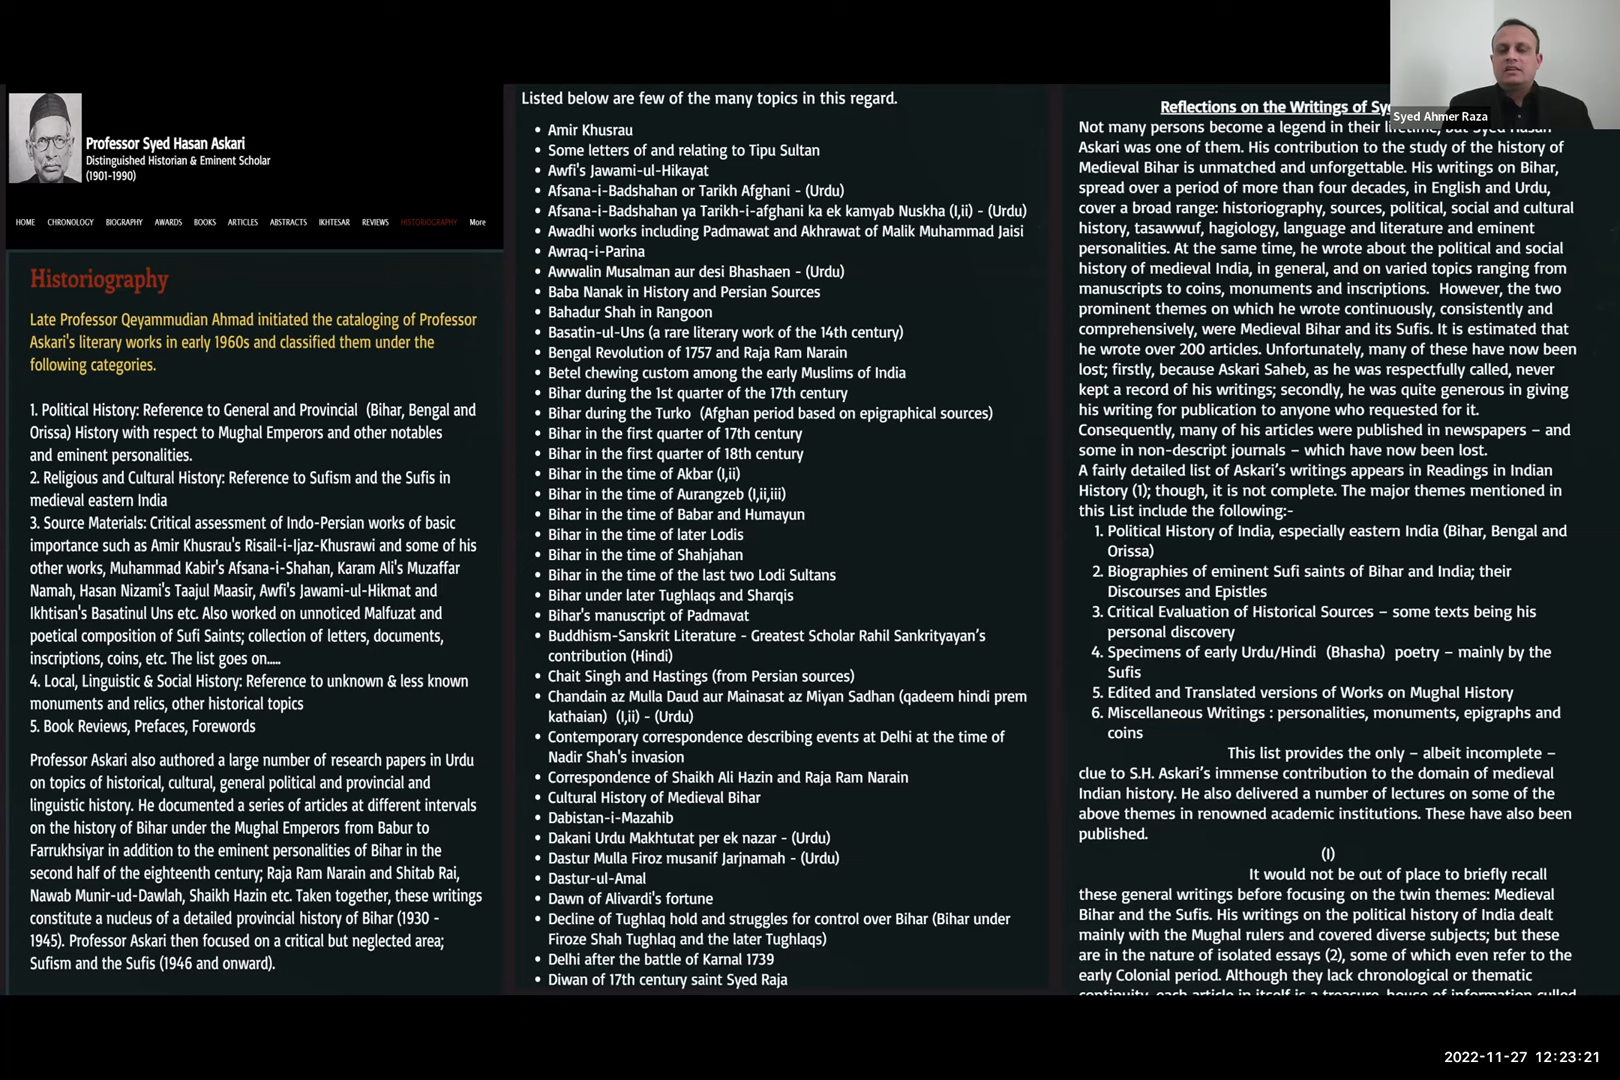 Professor Syed Hasan Askari
Distinguished Historian & Eminent Scholar
(1901-1990)
HOME CHRONOLOGY BIOGRAPHY AWARDS BOOKS ARTICLES ABSTRACTS IKHTESAR REVIEWS HISTORIOGRAPHY More
Historiography
Late Professor Qeyammudian Ahmad initiated the cataloging of Professor
Askari's literary works in early 1960s and classified them under the
following categories.
1. Political History: Reference to General and Provincial (Bihar, Bengal and
Orissa) History with respect to Mughal Emperors and other notables
and eminent personalities.
2. Religious and Cultural History: Reference to Sufism and the Sufis in
medieval eastern India
3. Source Materials: Critical assessment of Indo-Persian works of basic
importance such as Amir Khusrau's Risail-i-Ijaz-Khusrawi and some of his
other works, Muhammad Kabir's Afsana-i-Shahan, Karam Ali's Muzaffar
Namah, Hasan Nizami's Taajul Maasir, Awfi's Jawami-ul-Hikmat and
Ikhtisan's Basatinul Uns etc. Also worked on unnoticed Malfuzat and
poetical composition of Sufi Saints; collection of letters, documents,
inscriptions, coins, etc. The list goes on.....
4. Local, Linguistic & Social History: Reference to unknown & less known
monuments and relics, other historical topics
5. Book Reviews, Prefaces, Forewords
Professor Askari also authored a large number of research papers in Urdu
on topics of historical, cultural, general political and provincial and
linguistic history. He documented a series of articles at different intervals
on the history of Bihar under the Mughal Emperors from Babur to
Farrukhsiyar in addition to the eminent personalities of Bihar in the
second half of the eighteenth century; Raja Ram Narain and Shitab Rai,
Nawab Munir-ud-Dawlah, Shaikh Hazin etc. Taken together, these writings
constitute a nucleus of a detailed provincial history of Bihar (1930 -
1945). Professor Askari then focused on a critical but neglected area;
Sufism and the Sufis (1946 and onward).
Listed below are few of the many topics in this regard.
• Amir Khusrau
• Some letters of and relating to Tipu Sultan
• Awfi's Jawami-ul-Hikayat
• Afsana-i-Badshahan or Tarikh Afghani - (Urdu)
• Afsana-i-Badshahan ya Tarikh-i-afghani ka ek kamyab Nuskha (I,ii) - (Urdu)
• Awadhi works including Padmawat and Akhrawat of Malik Muhammad Jaisi
• Awraq-i-Parina
• Awwalin Musalman aur desi Bhashaen - (Urdu)
• Baba Nanak in History and Persian Sources
• Bahadur Shah in Rangoon
• Basatin-ul-Uns (a rare literary work of the 14th century)
• Bengal Revolution of 1757 and Raja Ram Narain
• Betel chewing custom among the early Muslims of India
• Bihar during the 1st quarter of the 17th century
• Bihar during the Turko (Afghan period based on epigraphical sources)
• Bihar in the first quarter of 17th century
• Bihar in the first quarter of 18th century
• Bihar in the time of Akbar (I,ii)
• Bihar in the time of Aurangzeb (I,ii,iii)
• Bihar in the time of Babar and Humayun
• Bihar in the time of later Lodis
• Bihar in the time of Shahjahan
• Bihar in the time of the last two Lodi Sultans
• Bihar under later Tughlaqs and Sharqis
• Bihar's manuscript of Padmavat
• Buddhism-Sanskrit Literature - Greatest Scholar Rahil Sankrityayan's
contribution (Hindi)
• Chait Singh and Hastings (from Persian sources)
• Chandain az Mulla Daud aur Mainasat az Miyan Sadhan (qadeem hindi prem
kathaian) (I,ii) - (Urdu)
• Contemporary correspondence describing events at Delhi at the time of
Nadir Shah's invasion
• Correspondence of Shaikh Ali Hazin and Raja Ram Narain
• Cultural History of Medieval Bihar
• Dabistan-i-Mazahib
• Dakani Urdu Makhtutat per ek nazar - (Urdu)
• Dastur Mulla Firoz musanif Jarjnamah - (Urdu)
• Dastur-ul-Amal
• Dawn of Alivardi's fortune
• Decline of Tughlaq hold and struggles for control over Bihar (Bihar under
Firoze Shah Tughlaq and the later Tughlaqs)
• Delhi after the battle of Karnal 1739
• Diwan of 17th century saint Syed Raja
Reflections on the Writings of
Syed Ahmer Raza
Not many persons become a legend in their lifetime, but Syed Hasan
Askari was one of them. His contribution to the study of the history of
Medieval Bihar is unmatched and unforgettable. His writings on Bihar,
spread over a period of more than four decades, in English and Urdu,
cover a broad range: historiography, sources, political, social and cultural
history, tasawwuf, hagiology, language and literature and eminent
personalities. At the same time, he wrote about the political and social
history of medieval India, in general, and on varied topics ranging from
manuscripts to coins, monuments and inscriptions. However, the two
prominent themes on which he wrote continuously, consistently and
comprehensively, were Medieval Bihar and its Sufis. It is estimated that
he wrote over 200 articles. Unfortunately, many of these have now been
lost; firstly, because Askari Saheb, as he was respectfully called, never
kept a record of his writings; secondly, he was quite generous in giving
his writing for publication to anyone who requested for it.
Consequently, many of his articles were published in newspapers – and
some in non-descript journals – which have now been lost.
A fairly detailed list of Askari's writings appears in Readings in Indian
History (1); though, it is not complete. The major themes mentioned in
this List include the following:-
1. Political History of India, especially eastern India (Bihar, Bengal and
Orissa)
2. Biographies of eminent Sufi saints of Bihar and India; their
Discourses and Epistles
3. Critical Evaluation of Historical Sources – some texts being his
personal discovery
4. Specimens of early Urdu/Hindi (Bhasha) poetry – mainly by the
Sufis
5. Edited and Translated versions of Works on Mughal History
6. Miscellaneous Writings : personalities, monuments, epigraphs and
coins
This list provides the only – albeit incomplete –
clue to S.H. Askari's immense contribution to the domain of medieval
Indian history. He also delivered a number of lectures on some of the
above themes in renowned academic institutions. These have also been
published.
(I)
It would not be out of place to briefly recall
these general writings before focusing on the twin themes: Medieval
Bihar and the Sufis. His writings on the political history of India dealt
mainly with the Mughal rulers and covered diverse subjects; but these
are in the nature of isolated essays (2), some of which even refer to the
early Colonial period. Although they lack chronological or thematic
continuity, each article in itself is a treasure-house of information culled
2022-11-27 12:23:21